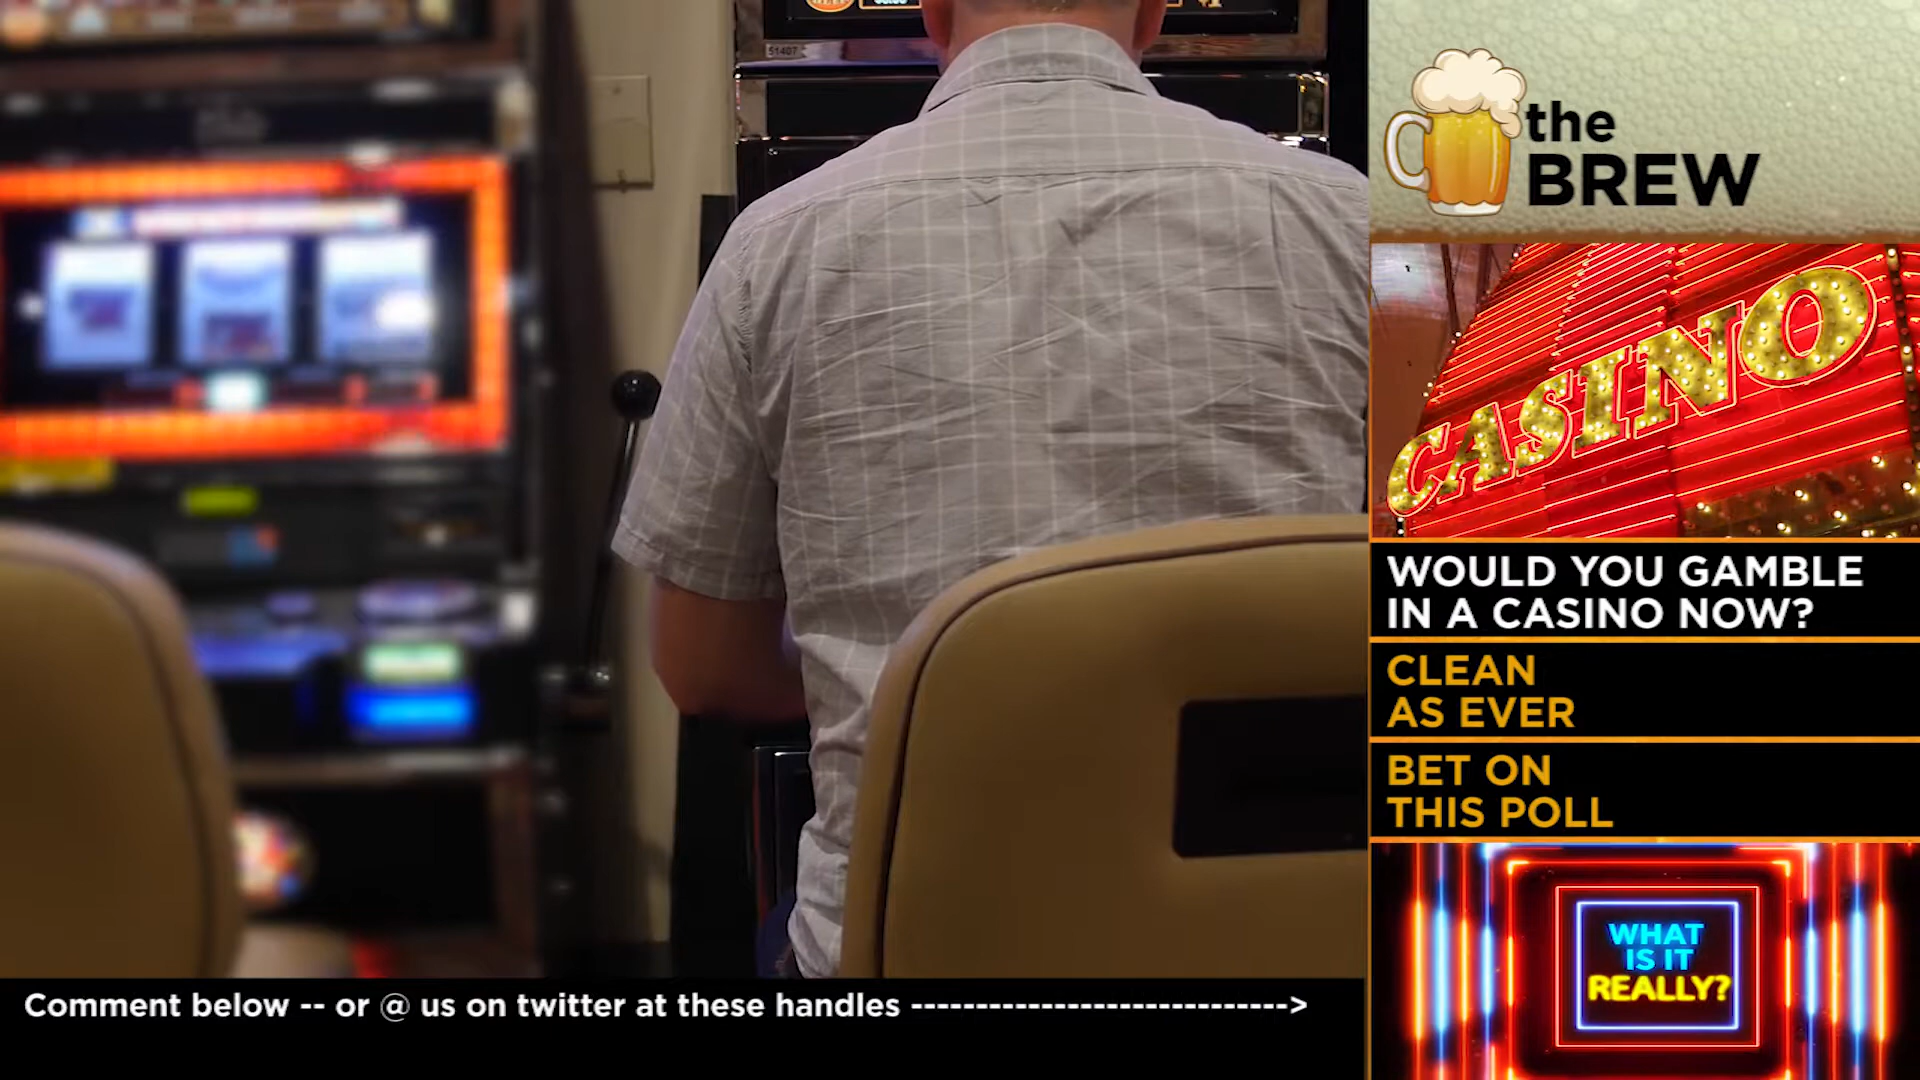 51407
the
BREW
CASINO
WOULD YOU GAMBLE
IN A CASINO NOW?
CLEAN
AS EVER
BET ON
THIS POLL
WHAT
IS IT
REALLY?
Comment below -- or @ us on twitter at these handles ------------------------------>